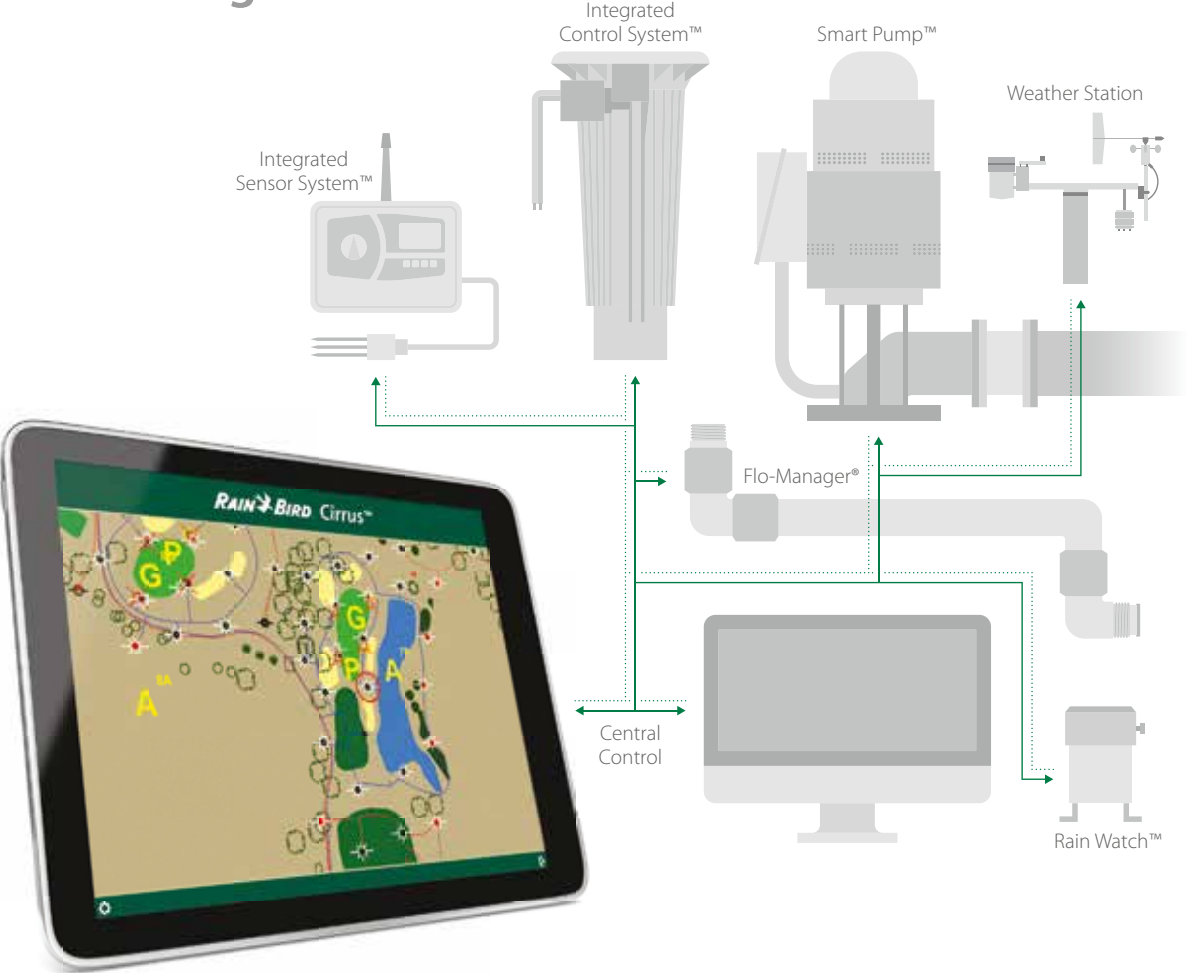 Integrated
Control System™
Smart Pump™
Weather Station
Integrated
Sensor System™
Flo-Manager®
RAIN BIRD Cirrus™
P
G
G
P
A
A
SA
Central
Control
Rain Watch™